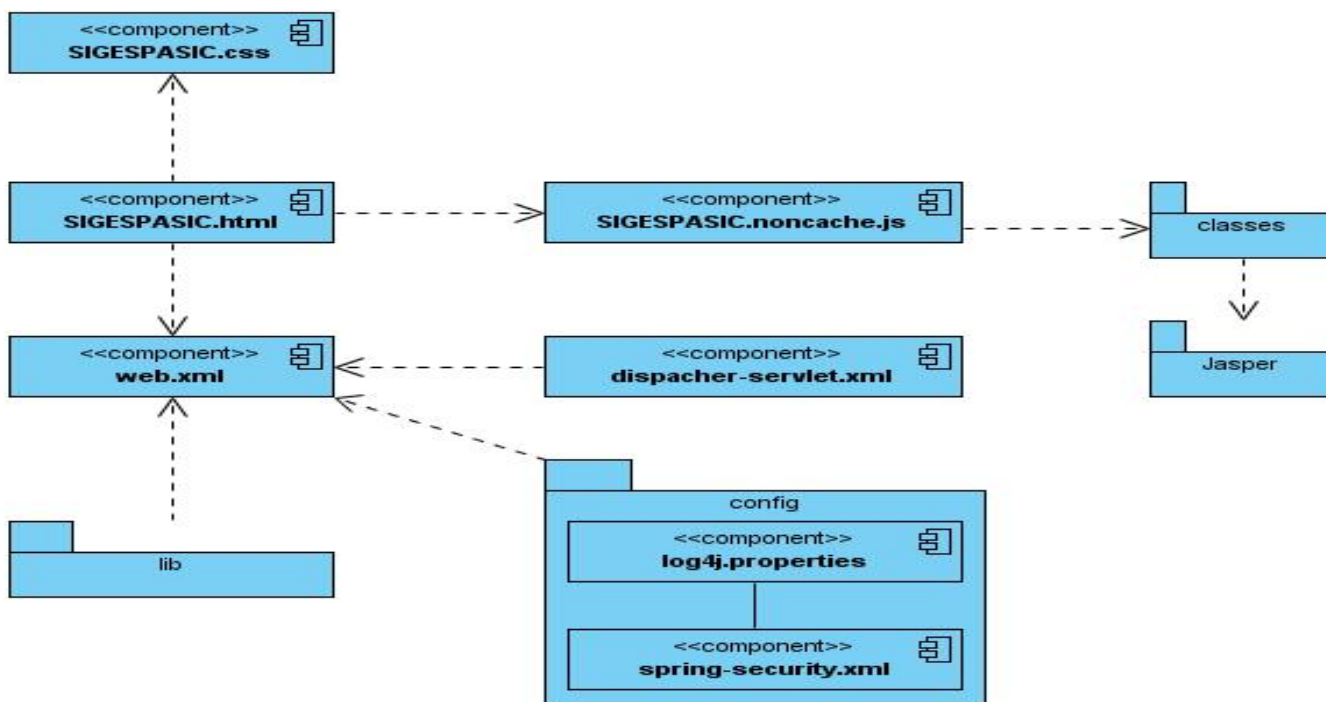 <<component>>
SIGESPASIC.css
<<component>>
SIGESPASIC.html
<<component>>
SIGESPASIC.noncache.js
classes
<<component>>
web.xml
<<component>>
dispacher-servlet.xml
Jasper
lib
config
<<component>>
log4j.properties
<<component>>
spring-security.xml